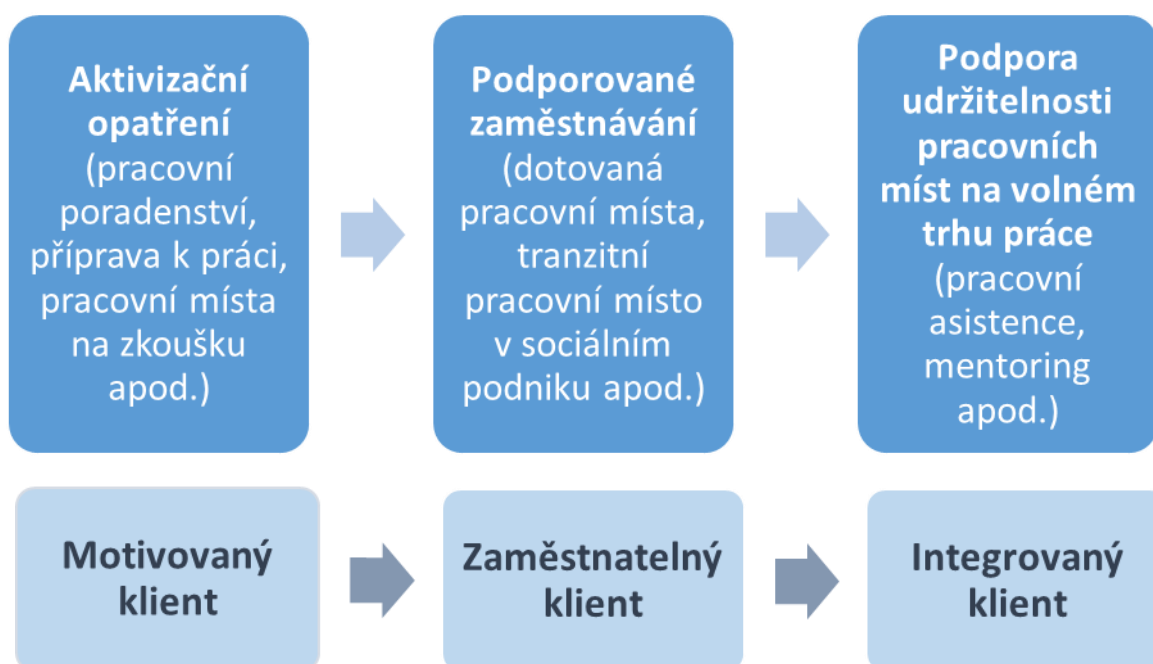 Aktivizační
opatření
(pracovní
poradenství,
příprava k práci,
pracovní místa
na zkoušku
apod.)
Podporované
zaměstnávání
(dotovaná
pracovní místa,
tranzitní
pracovní místo
v sociálním
podniku apod.)
Podpora
udržitelnosti
pracovních
míst na volném
trhu práce
(pracovní
asistence,
mentoring
apod.)
Motivovaný
klient
Zaměstnatelný
klient
Integrovaný
klient